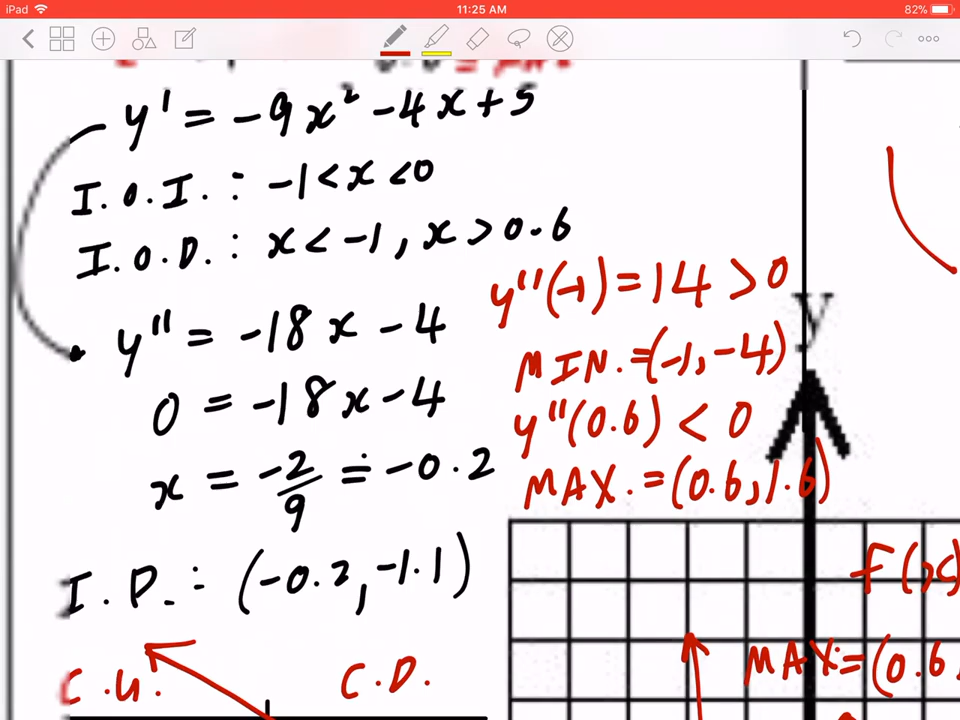 iPad 11:25 AM 82%
y' = -9x² - 4x + 5
I.O.I. : -1 < x < 0
I.O.D. : x < -1, x > 0.6
y'' = -18x - 4
0 = -18x - 4
x = -2/9 ≐ -0.2
I.P. : (-0.2, -1.1)
C.U. C.D.
y''(-1) = 14 > 0
MIN. = (-1, -4)
y''(0.6) < 0
MAX. = (0.6, 1.6)
y
f(x)
MAX = (0.6,